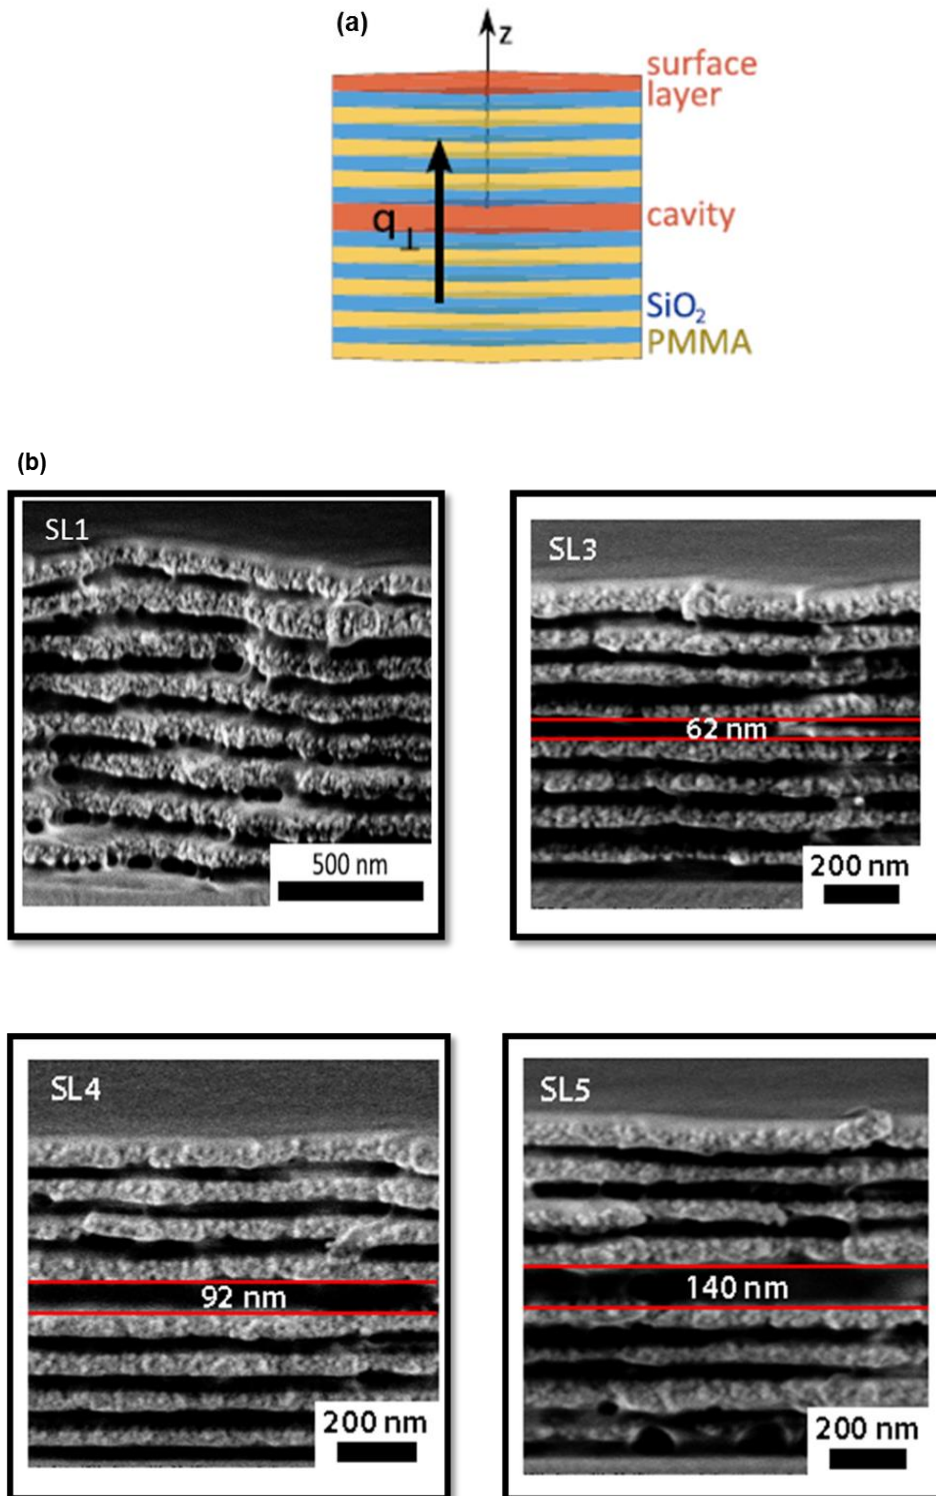 (a)
z
surface
layer
q⊥
cavity
SiO₂
PMMA
(b)
SL1
500 nm
SL3
62 nm
200 nm
SL4
92 nm
200 nm
SL5
140 nm
200 nm